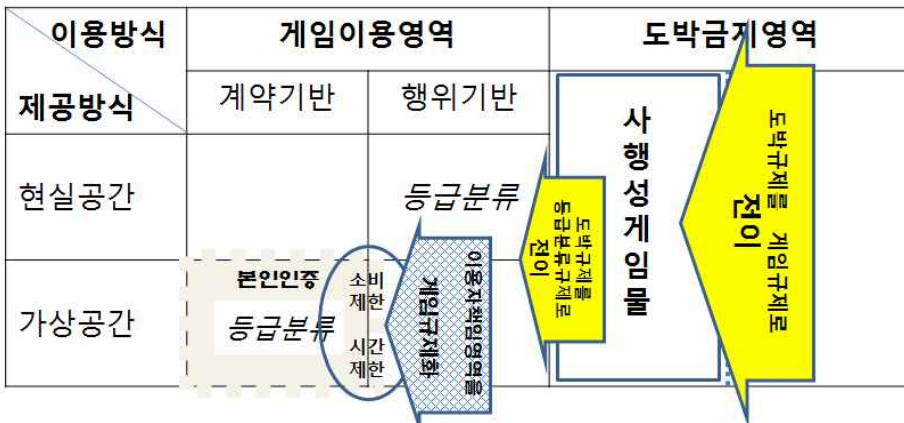 이용방식
게임이용영역
도박금지영역
제공방식
계약기반
행위기반
현실공간
등급분류
가상공간
본인인증
등급분류
소비
제한
시간
제한
이용자책임영역을
게임규제화
도박규제를
등급분류규제로
전이
사행성게임물
도박규제를 게임규제로
전이